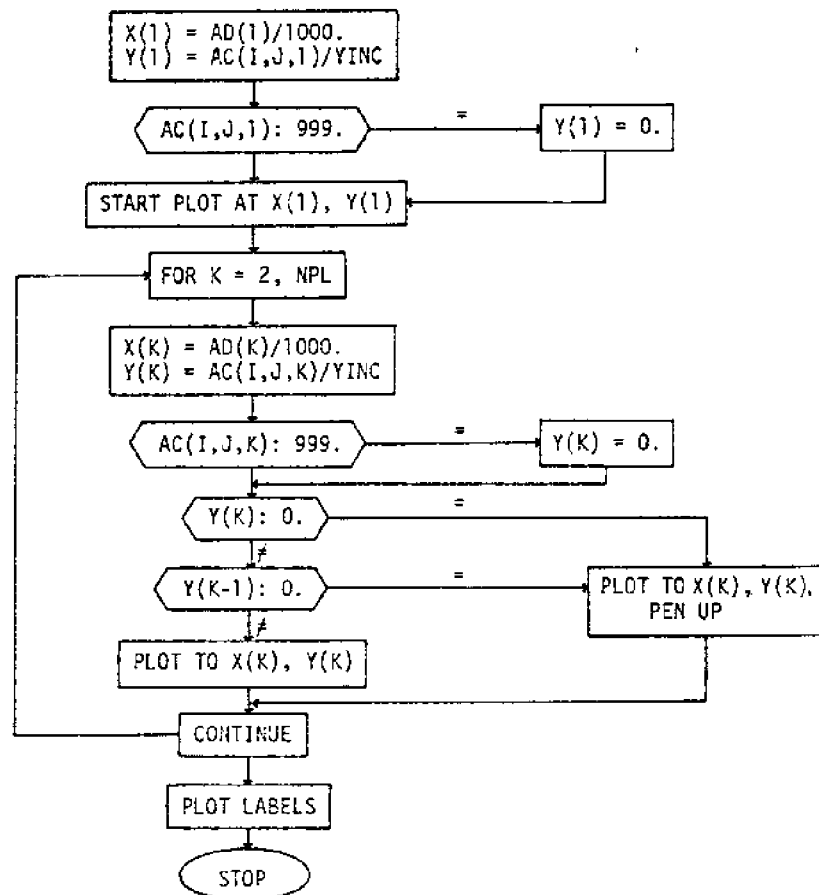 X(1) = AD(1)/1000.
Y(1) = AC(I,J,1)/YINC
AC(I,J,1): 999.
=
Y(1) = 0.
START PLOT AT X(1), Y(1)
FOR K = 2, NPL
X(K) = AD(K)/1000.
Y(K) = AC(I,J,K)/YINC
AC(I,J,K): 999.
=
Y(K) = 0.
Y(K): 0.
=
≠
Y(K-1): 0.
=
PLOT TO X(K), Y(K),
PEN UP
≠
PLOT TO X(K), Y(K)
CONTINUE
PLOT LABELS
STOP